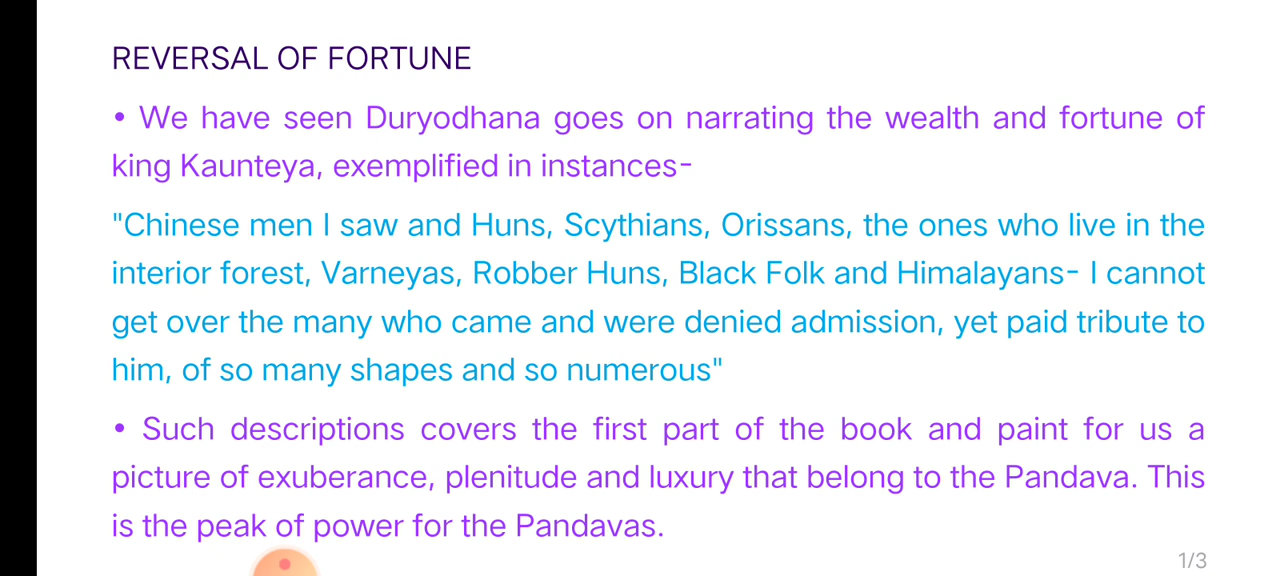 REVERSAL OF FORTUNE
• We have seen Duryodhana goes on narrating the wealth and fortune of
king Kaunteya, exemplified in instances-
"Chinese men I saw and Huns, Scythians, Orissans, the ones who live in the
interior forest, Varneyas, Robber Huns, Black Folk and Himalayans- I cannot
get over the many who came and were denied admission, yet paid tribute to
him, of so many shapes and so numerous"
• Such descriptions covers the first part of the book and paint for us a
picture of exuberance, plenitude and luxury that belong to the Pandava. This
is the peak of power for the Pandavas.
1/3